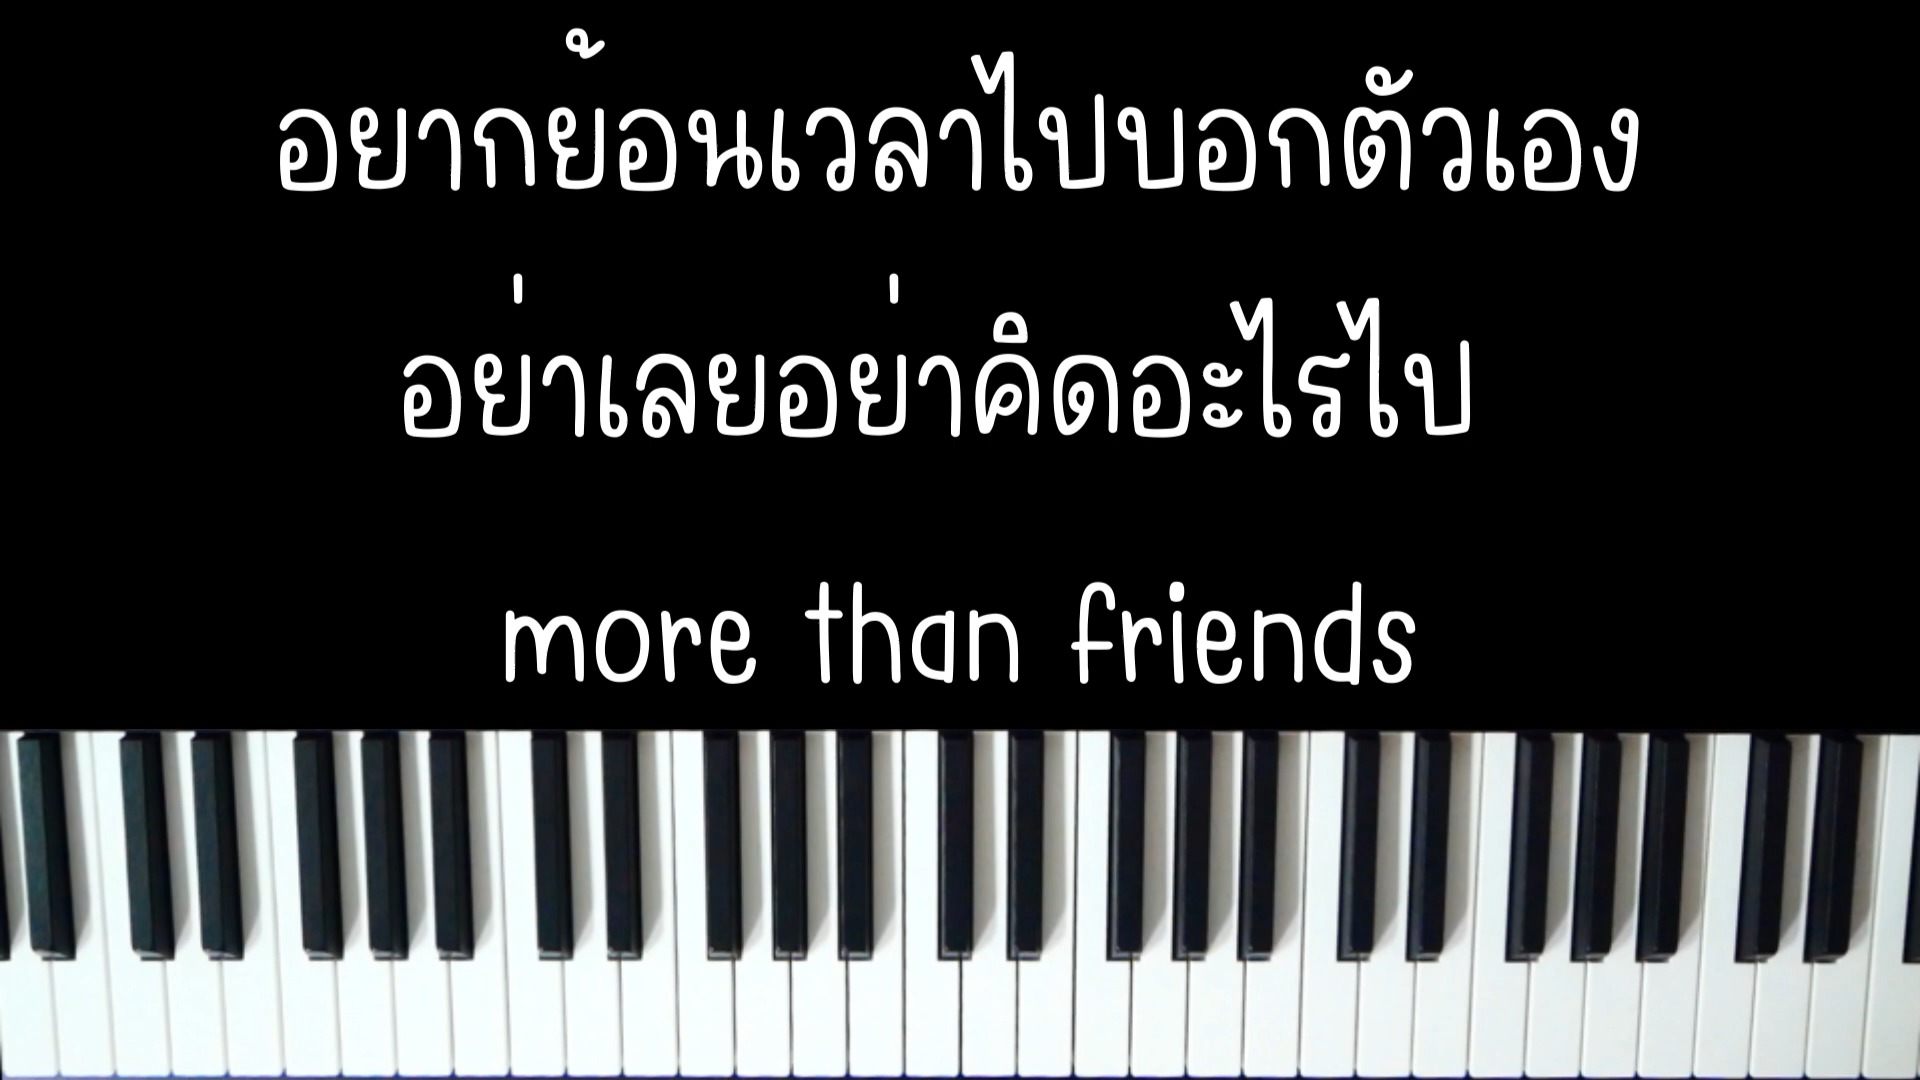 อยากย้อนเวลาไปบอกตัวเอง
อย่าเลยอย่าคิดอะไรไป
more than friends